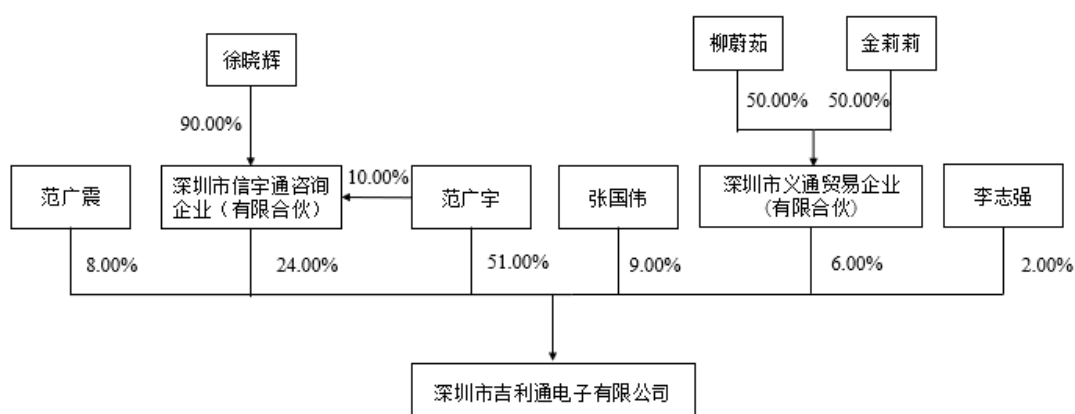 柳蔚茹
金莉莉
徐晓辉
50.00%
50.00%
90.00%
范广震
深圳市信宇通咨询
企业（有限合伙）
10.00%
范广宇
张国伟
深圳市义通贸易企业
(有限合伙)
李志强
8.00%
24.00%
51.00%
9.00%
6.00%
2.00%
深圳市吉利通电子有限公司